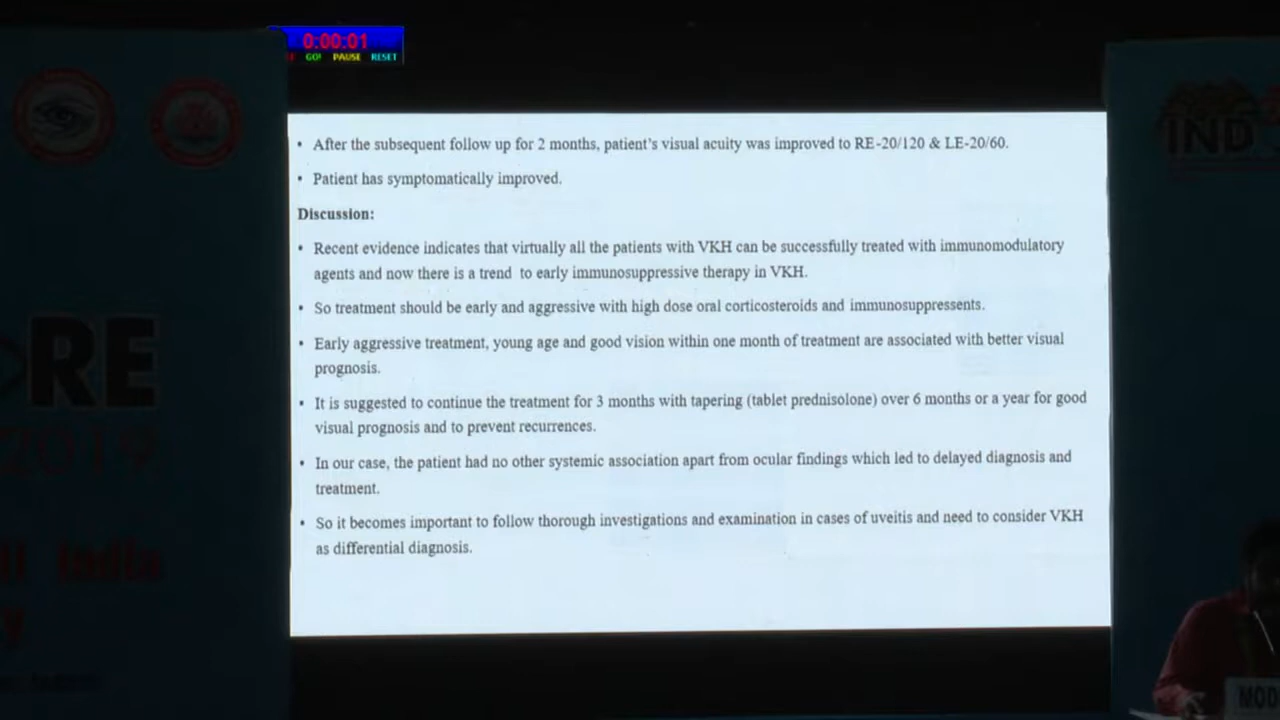 0:00:01
GO! PAUSE RESET
IND
• After the subsequent follow up for 2 months, patient's visual acuity was improved to RE-20/120 & LE-20/60.
• Patient has symptomatically improved.
Discussion:
• Recent evidence indicates that virtually all the patients with VKH can be successfully treated with immunomodulatory
agents and now there is a trend to early immunosuppressive therapy in VKH.
• So treatment should be early and aggressive with high dose oral corticosteroids and immunosuppressents.
• Early aggressive treatment, young age and good vision within one month of treatment are associated with better visual
prognosis.
• It is suggested to continue the treatment for 3 months with tapering (tablet prednisolone) over 6 months or a year for good
visual prognosis and to prevent recurrences.
• In our case, the patient had no other systemic association apart from ocular findings which led to delayed diagnosis and
treatment.
• So it becomes important to follow thorough investigations and examination in cases of uveitis and need to consider VKH
as differential diagnosis.
RE
2019
India
MOD